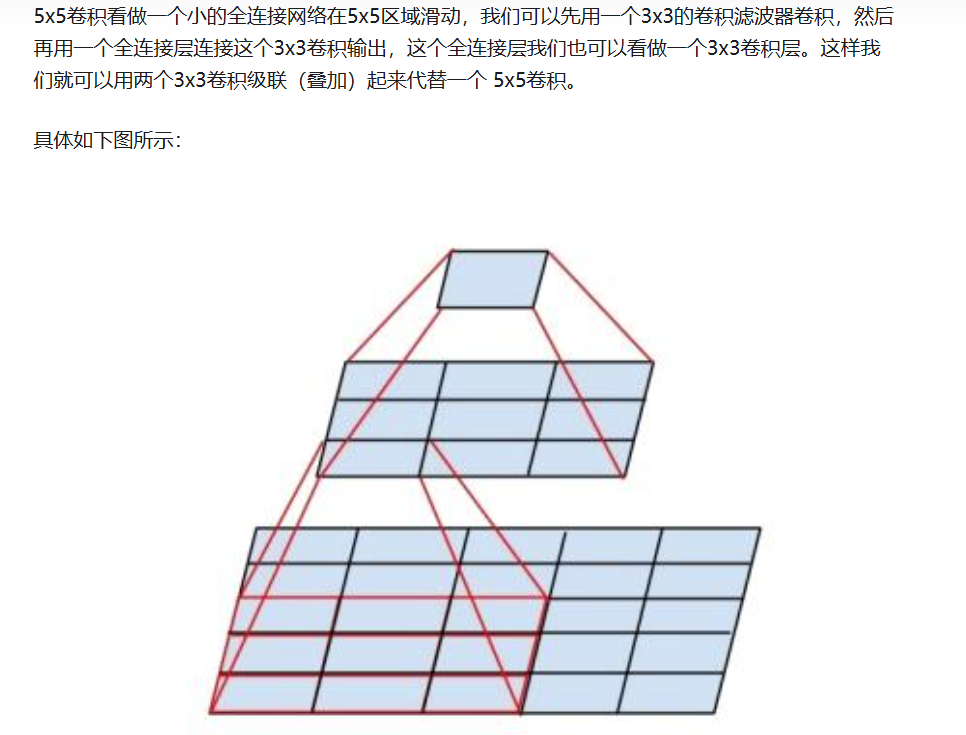 5x5卷积看做一个小的全连接网络在5x5区域滑动，我们可以先用一个3x3的卷积滤波器卷积，然后
再用一个全连接层连接这个3x3卷积输出，这个全连接层我们也可以看做一个3x3卷积层。这样我
们就可以用两个3x3卷积级联（叠加）起来代替一个 5x5卷积。
具体如下图所示：